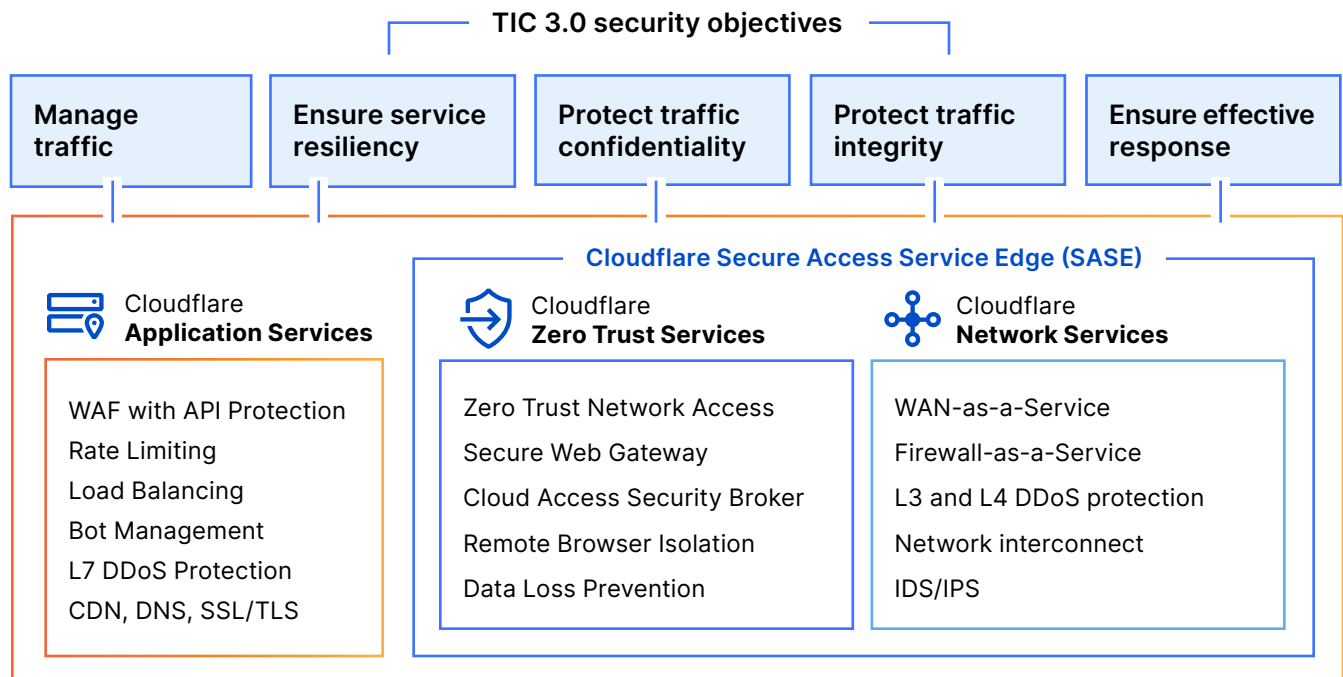 TIC 3.0 security objectives
Manage
traffic
Ensure service
resiliency
Protect traffic
confidentiality
Protect traffic
integrity
Ensure effective
response
Cloudflare Secure Access Service Edge (SASE)
Cloudflare
Application Services
WAF with API Protection
Rate Limiting
Load Balancing
Bot Management
L7 DDoS Protection
CDN, DNS, SSL/TLS
Cloudflare
Zero Trust Services
Zero Trust Network Access
Secure Web Gateway
Cloud Access Security Broker
Remote Browser Isolation
Data Loss Prevention
Cloudflare
Network Services
WAN-as-a-Service
Firewall-as-a-Service
L3 and L4 DDoS protection
Network interconnect
IDS/IPS